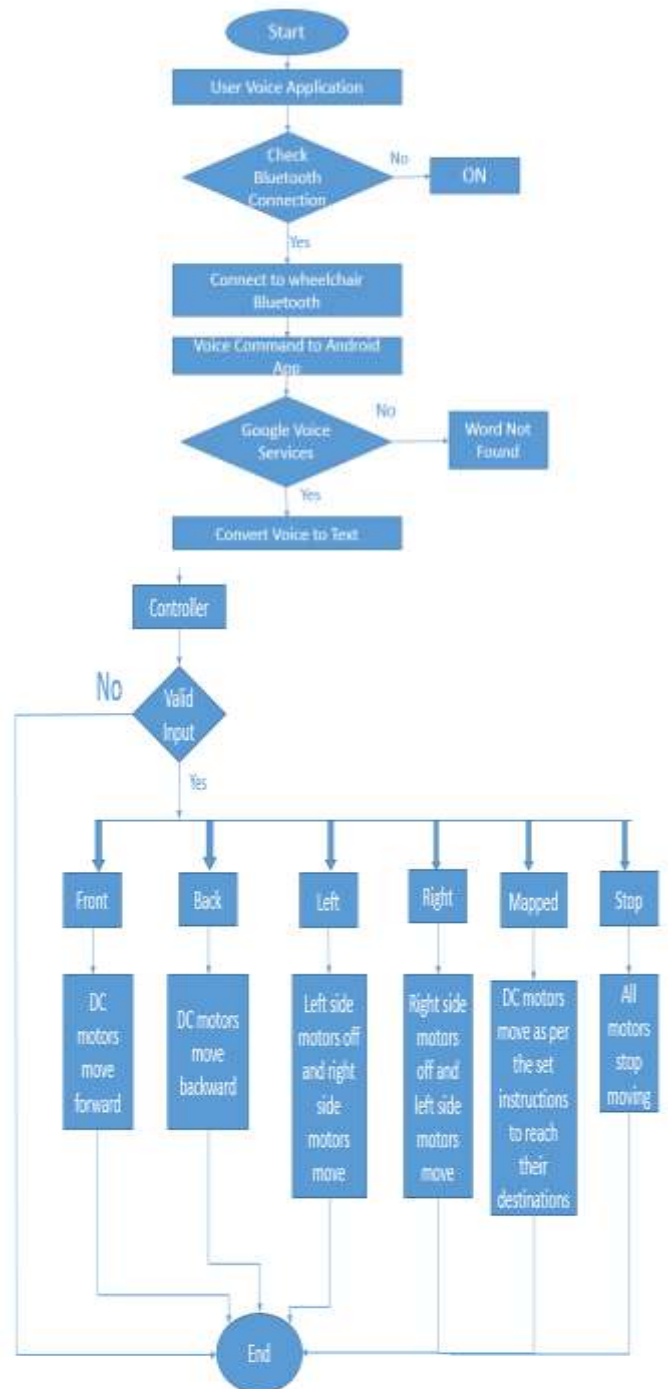 Start
User Voice Application
Check
Bluetooth
Connection
No
ON
Yes
Connect to wheelchair
Bluetooth
Voice Command to Android
App
Google Voice
Services
No
Word Not
Found
Yes
Convert Voice to Text
Controller
Valid
Input
No
Yes
Front
Back
Left
Right
Mapped
Stop
DC
motors
move
forward
DC motors
move
backward
Left side
motors off
and right
side
motors
move
Right side
motors
off and
left side
motors
move
DC motors
move as per
the set
instructions
to reach
their
destinations
All
motors
stop
moving
End